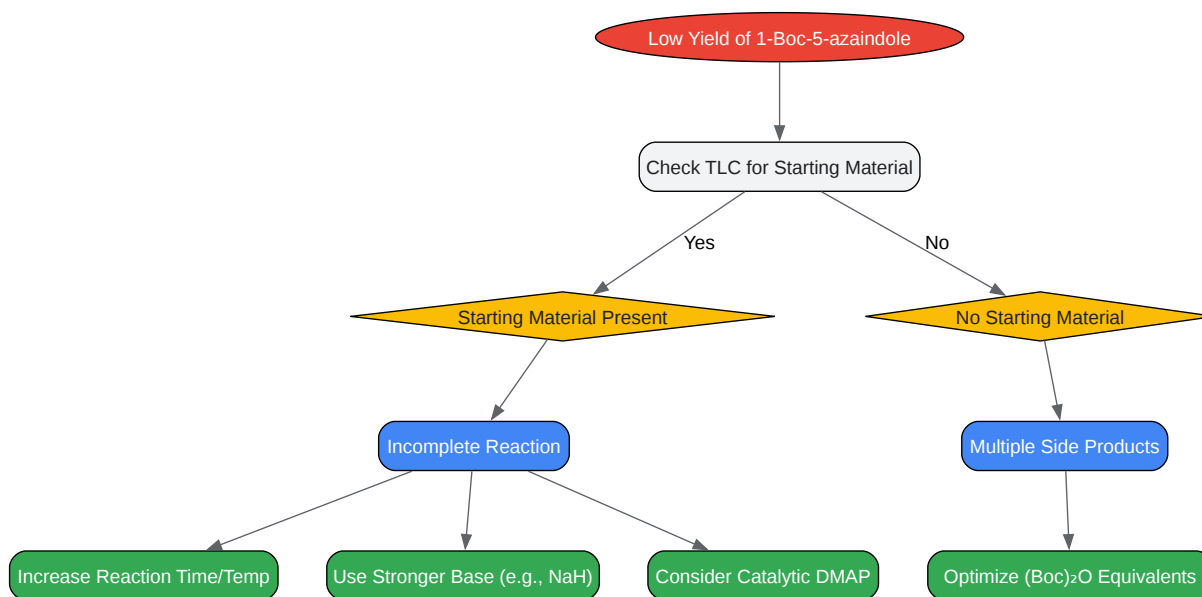 Low Yield of 1-Boc-5-azaindole
Check TLC for Starting Material
Yes
No
Starting Material Present
No Starting Material
Incomplete Reaction
Multiple Side Products
Increase Reaction Time/Temp
Use Stronger Base (e.g., NaH)
Consider Catalytic DMAP
Optimize (Boc)₂O Equivalents